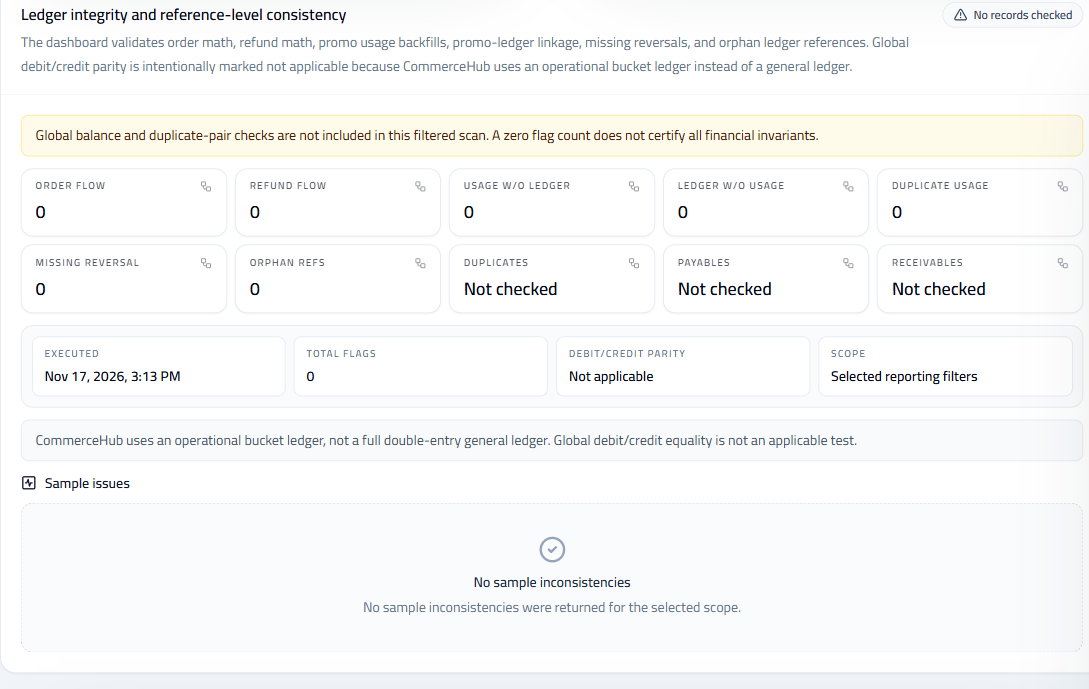 Ledger integrity and reference-level consistency
No records checked
The dashboard validates order math, refund math, promo usage backfills, promo-ledger linkage, missing reversals, and orphan ledger references. Global
debit/credit parity is intentionally marked not applicable because CommerceHub uses an operational bucket ledger instead of a general ledger.
Global balance and duplicate-pair checks are not included in this filtered scan. A zero flag count does not certify all financial invariants.
ORDER FLOW
0
REFUND FLOW
0
USAGE W/O LEDGER
0
LEDGER W/O USAGE
0
DUPLICATE USAGE
0
MISSING REVERSAL
0
ORPHAN REFS
0
DUPLICATES
Not checked
PAYABLES
Not checked
RECEIVABLES
Not checked
EXECUTED
Nov 17, 2026, 3:13 PM
TOTAL FLAGS
0
DEBIT/CREDIT PARITY
Not applicable
SCOPE
Selected reporting filters
CommerceHub uses an operational bucket ledger, not a full double-entry general ledger. Global debit/credit equality is not an applicable test.
Sample issues
No sample inconsistencies
No sample inconsistencies were returned for the selected scope.